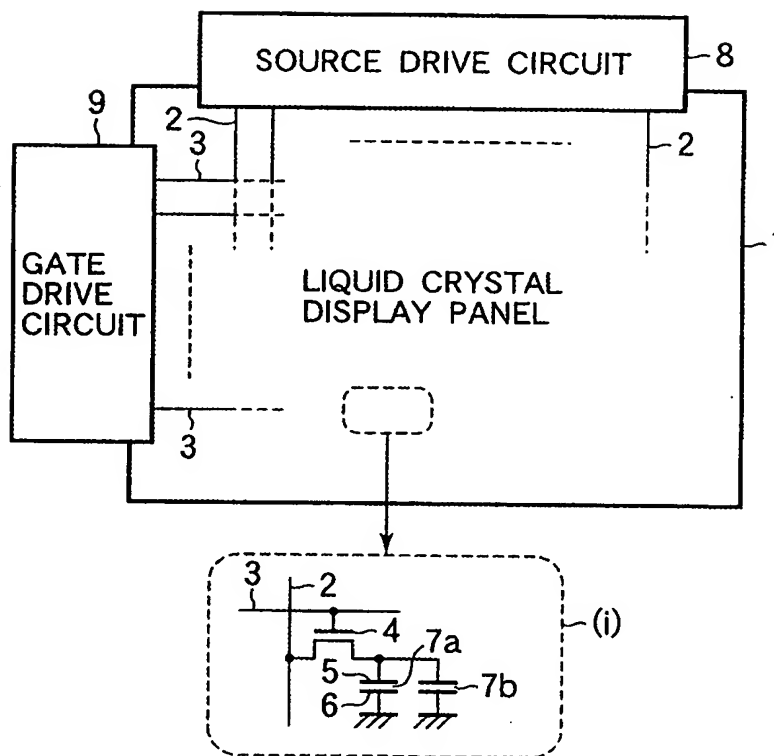 SOURCE DRIVE CIRCUIT
8
9
2
3
2
GATE
DRIVE
CIRCUIT
LIQUID CRYSTAL
DISPLAY PANEL
3
3
2
4
(i)
5
7a
6
7b